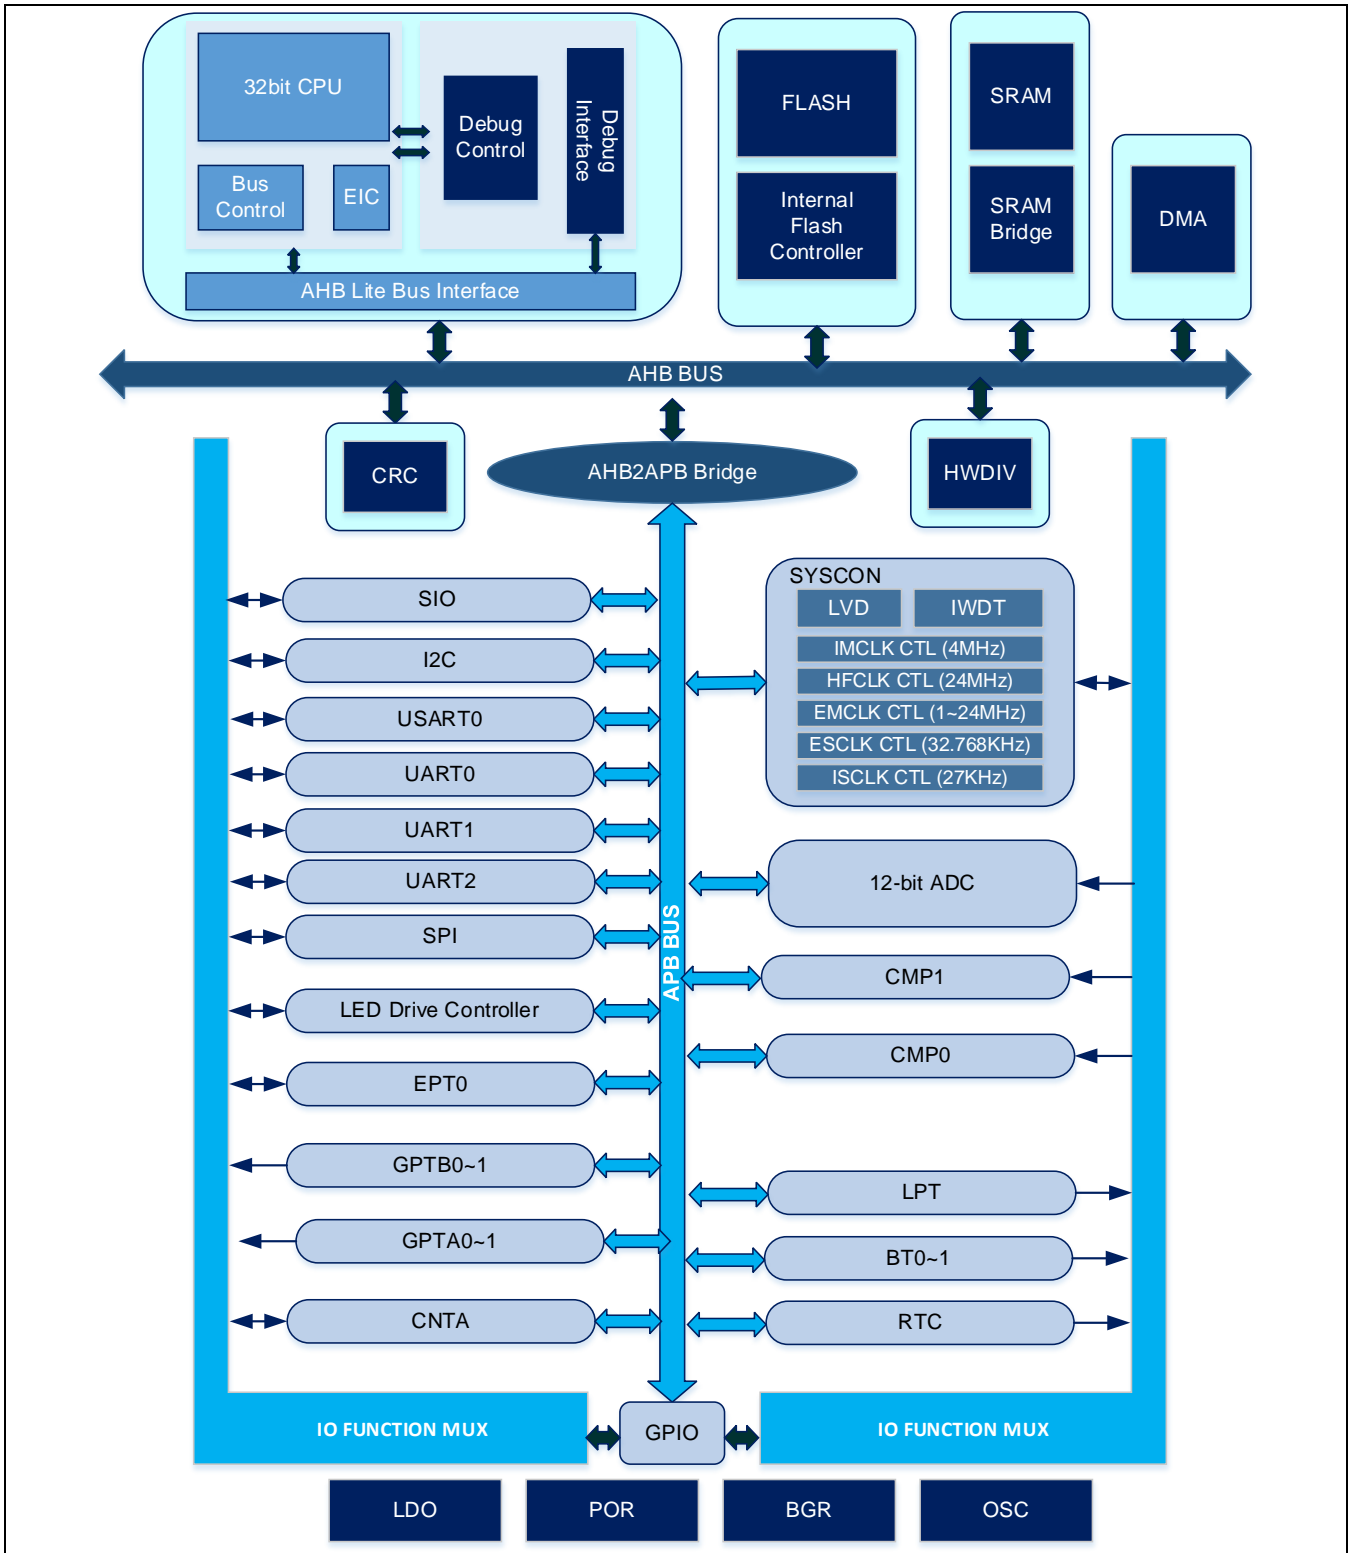 32bit CPU
Bus
Control
EIC
Debug
Control
Debug
Interface
AHB Lite Bus Interface
FLASH
Internal
Flash
Controller
SRAM
SRAM
Bridge
DMA
AHB BUS
CRC
AHB2APB Bridge
HWDIV
SIO
I2C
USART0
UART0
UART1
UART2
SPI
LED Drive Controller
EPT0
GPTB0~1
GPTA0~1
CNTA
APB BUS
SYSCON
LVD
IWDT
IMCLK CTL (4MHz)
HFCLK CTL (24MHz)
EMCLK CTL (1~24MHz)
ESCLK CTL (32.768KHz)
ISCLK CTL (27KHz)
12-bit ADC
CMP1
CMP0
LPT
BT0~1
RTC
IO FUNCTION MUX
GPIO
IO FUNCTION MUX
LDO
POR
BGR
OSC